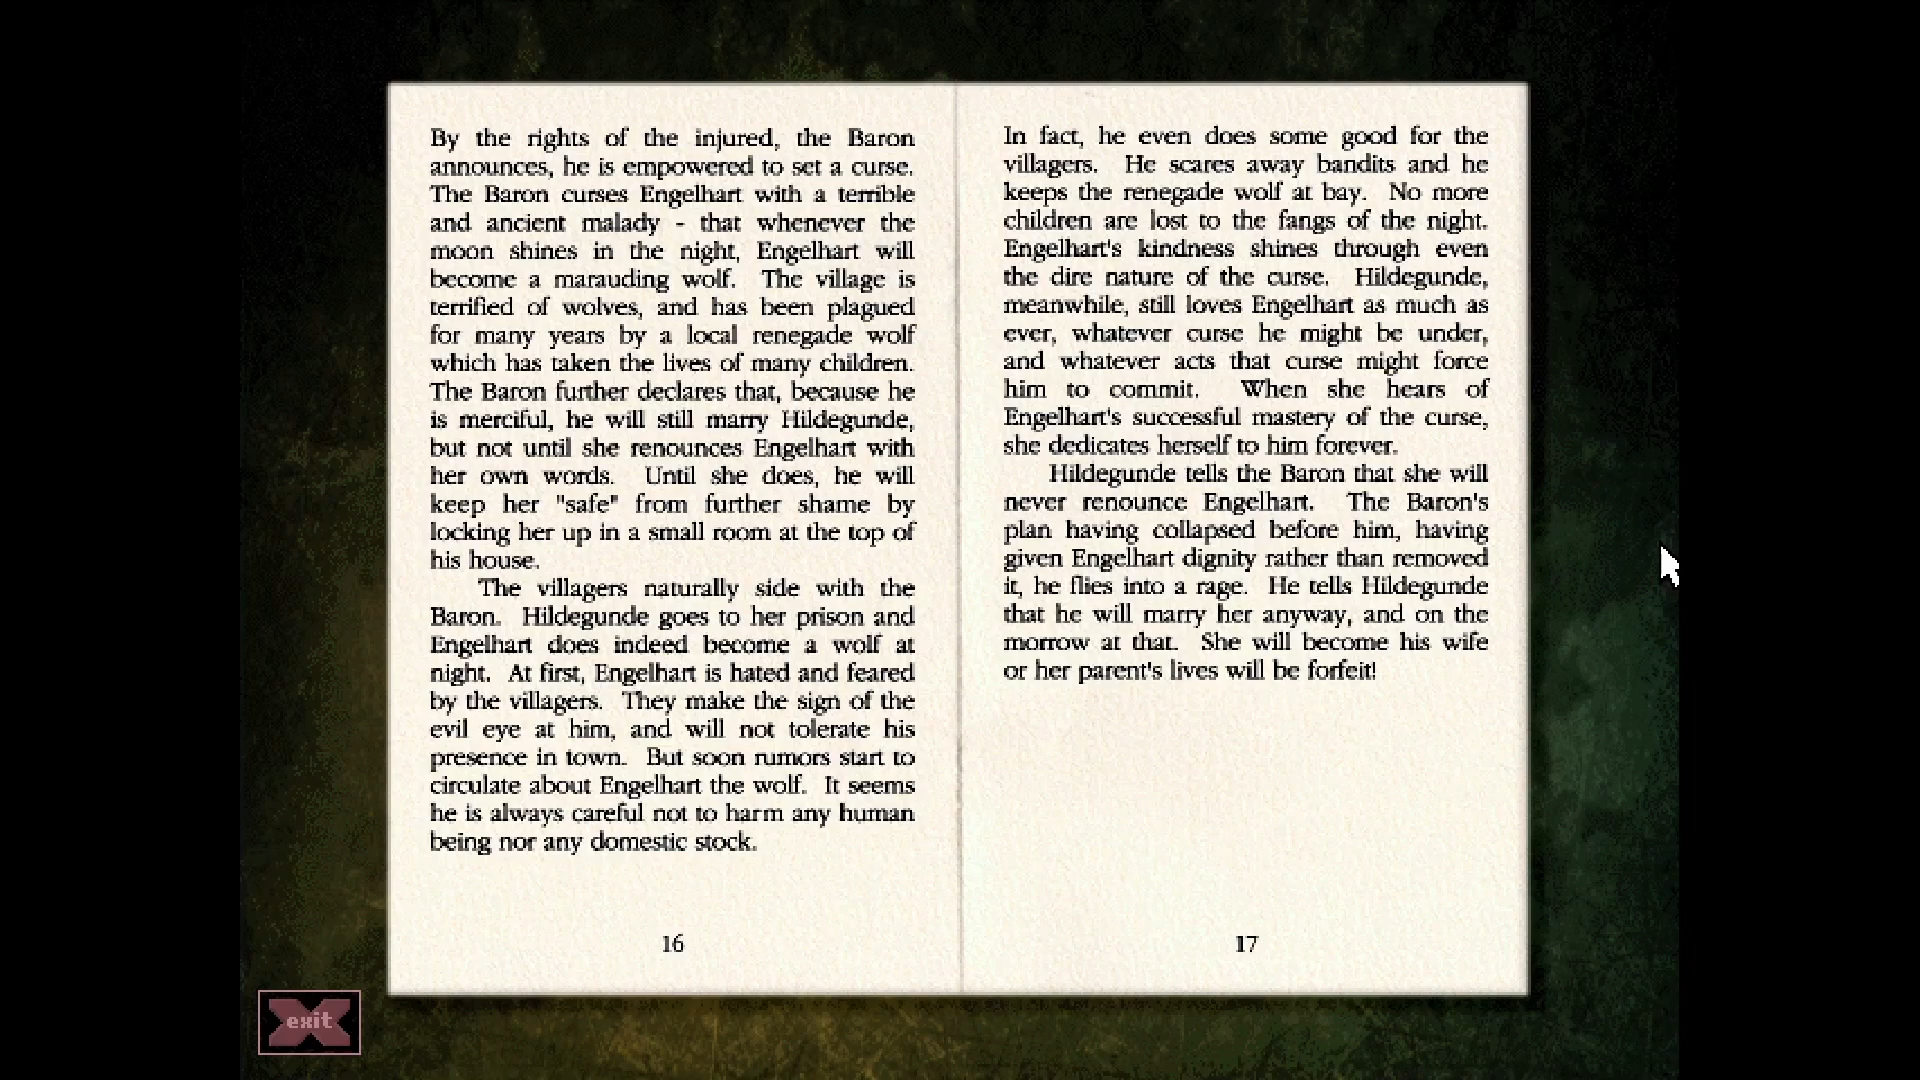 By the rights of the injured, the Baron
announces, he is empowered to set a curse.
The Baron curses Engelhart with a terrible
and ancient malady - that whenever the
moon shines in the night, Engelhart will
become a marauding wolf.  The village is
terrified of wolves, and has been plagued
for many years by a local renegade wolf
which has taken the lives of many children.
The Baron further declares that, because he
is merciful, he will still marry Hildegunde,
but not until she renounces Engelhart with
her own words.  Until she does, he will
keep her "safe" from further shame by
locking her up in a small room at the top of
his house.
The villagers naturally side with the
Baron.  Hildegunde goes to her prison and
Engelhart does indeed become a wolf at
night.  At first, Engelhart is hated and feared
by the villagers.  They make the sign of the
evil eye at him, and will not tolerate his
presence in town.  But soon rumors start to
circulate about Engelhart the wolf.  It seems
he is always careful not to harm any human
being nor any domestic stock.
16
In fact, he even does some good for the
villagers.  He scares away bandits and he
keeps the renegade wolf at bay.  No more
children are lost to the fangs of the night.
Engelhart's kindness shines through even
the dire nature of the curse.  Hildegunde,
meanwhile, still loves Engelhart as much as
ever, whatever curse he might be under,
and whatever acts that curse might force
him to commit.  When she hears of
Engelhart's successful mastery of the curse,
she dedicates herself to him forever.
Hildegunde tells the Baron that she will
never renounce Engelhart.  The Baron's
plan having collapsed before him, having
given Engelhart dignity rather than removed
it, he flies into a rage.  He tells Hildegunde
that he will marry her anyway, and on the
morrow at that.  She will become his wife
or her parent's lives will be forfeit!
17
exit